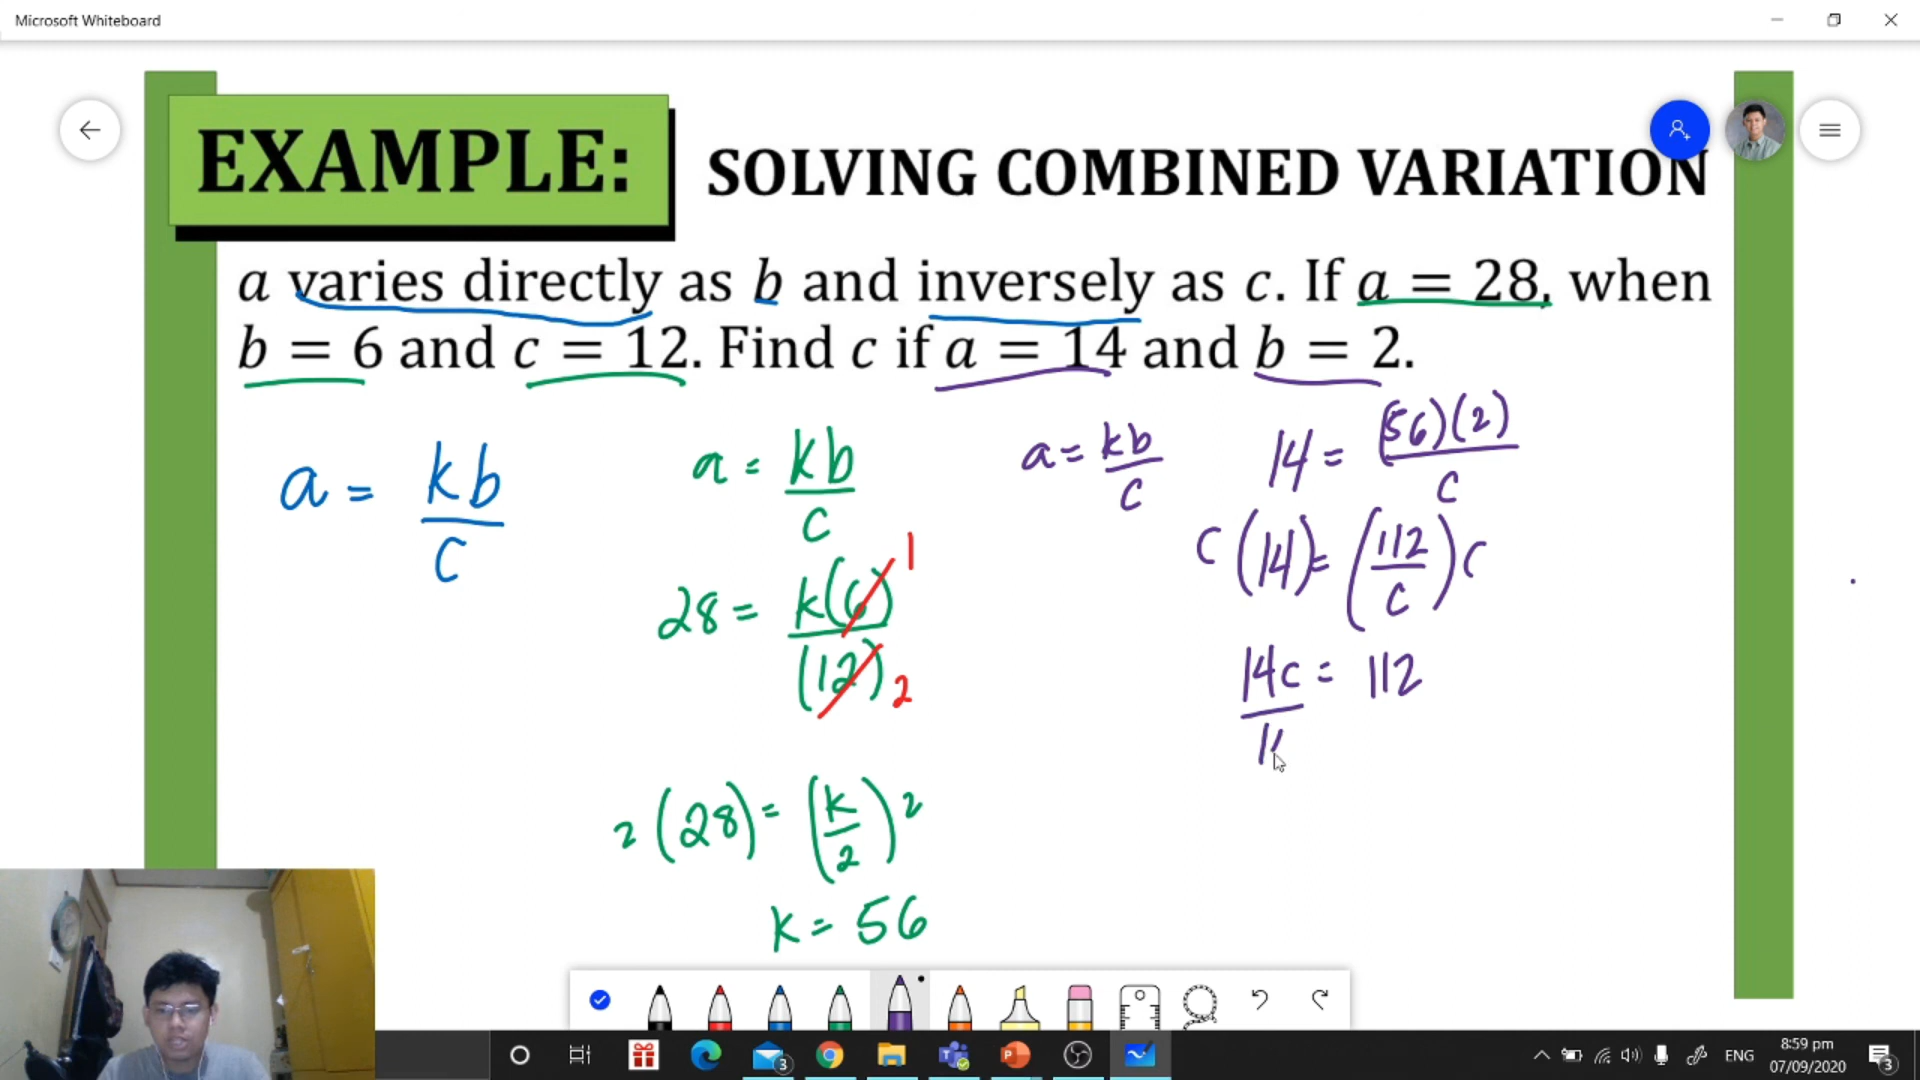 Microsoft Whiteboard
EXAMPLE: SOLVING COMBINED VARIATION
a varies directly as b and inversely as c. If a = 28, when
b = 6 and c = 12. Find c if a = 14 and b = 2.
a = kb/c
a = kb/c
28 = k(6)/(12)
1
2
2(28) = (k/2)2
k = 56
a = kb/c
14 = (56)(2)/c
c(14) = (112/c)c
14c = 112
3
ENG
8:59 pm
07/09/2020
3